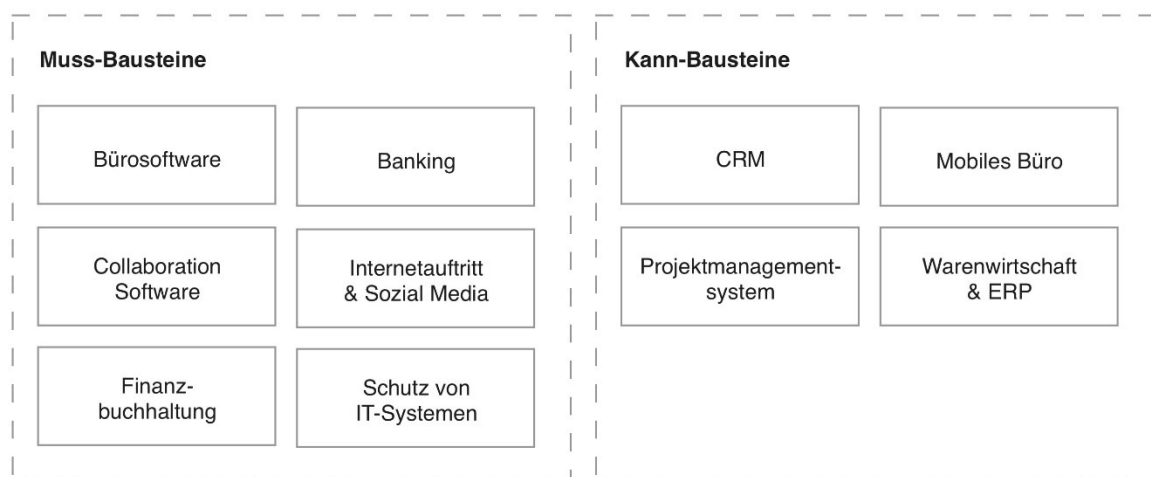 Muss-Bausteine
Bürosoftware
Banking
Collaboration
Software
Internetauftritt
& Sozial Media
Finanz-
buchhaltung
Schutz von
IT-Systemen
Kann-Bausteine
CRM
Mobiles Büro
Projektmanagement-
system
Warenwirtschaft
& ERP